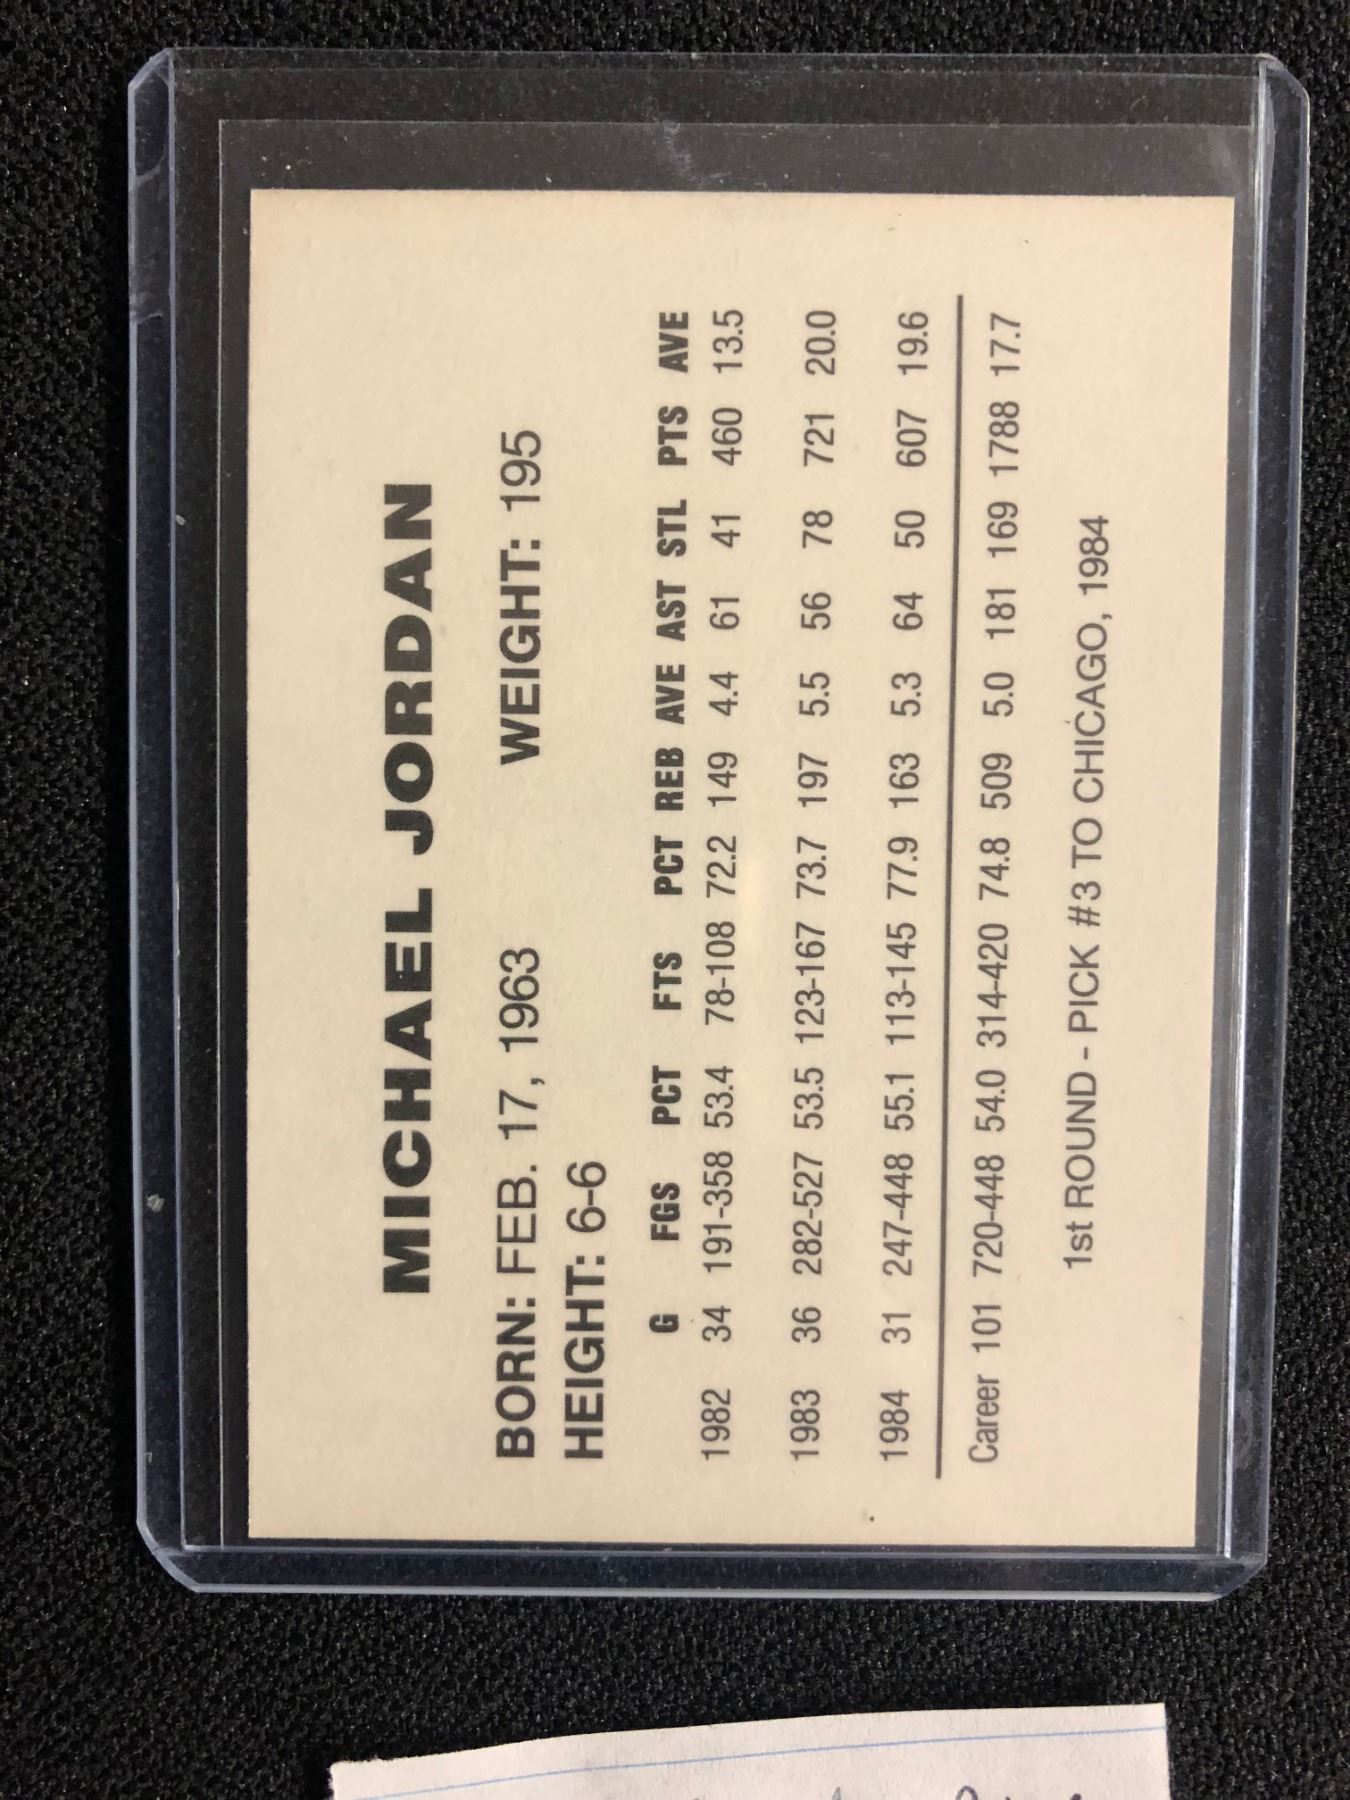 MICHAEL JORDAN
BORN: FEB. 17, 1963 WEIGHT: 195
HEIGHT: 6-6
G FGS PCT FTS PCT REB AVE AST STL PTS AVE
1982 34 191-358 53.4 78-108 72.2 149 4.4 61 41 460 13.5
1983 36 282-527 53.5 123-167 73.7 197 5.5 56 78 721 20.0
1984 31 247-448 55.1 113-145 77.9 163 5.3 64 50 607 19.6
Career 101 720-448 54.0 314-420 74.8 509 5.0 181 169 1788 17.7
1st ROUND - PICK #3 TO CHICAGO, 1984